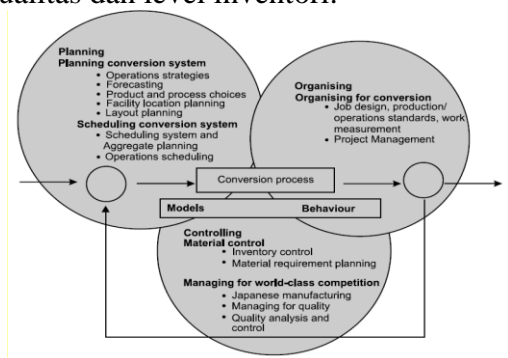 dan level inventori.
Planning
Planning conversion system
• Operations strategies
• Forecasting
• Product and process choices
• Facility location planning
• Layout planning
Scheduling conversion system
• Scheduling system and
Aggregate planning
• Operations scheduling
Organising
Organising for conversion
• Job design, production/
operations standards, work
measurement
• Project Management
Conversion process
Models Behaviour
Controlling
Material control
• Inventory control
• Material requirement planning
Managing for world-class competition
• Japanese manufacturing
• Managing for quality
• Quality analysis and
control